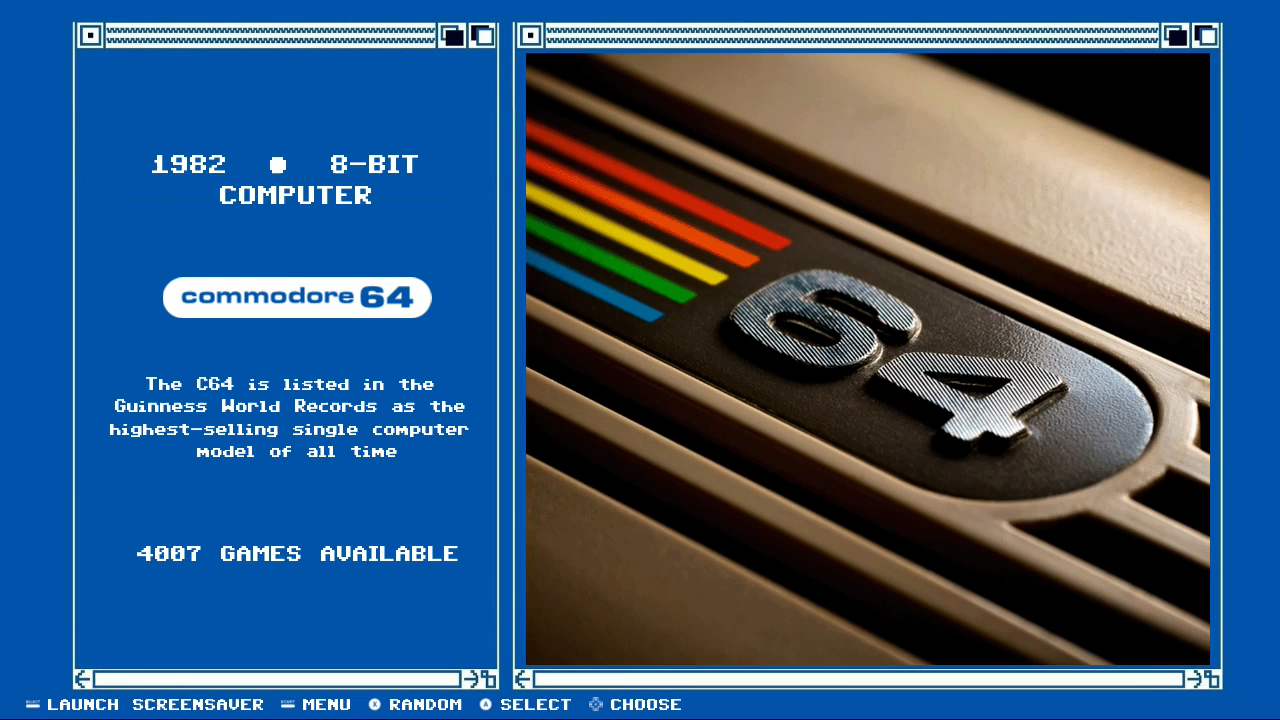 1982 ● 8-BIT
COMPUTER
commodore 64
The C64 is listed in the
Guinness World Records as the
highest-selling single computer
model of all time
4007 GAMES AVAILABLE
64
LAUNCH SCREENSAVER MENU X RANDOM A SELECT CHOOSE